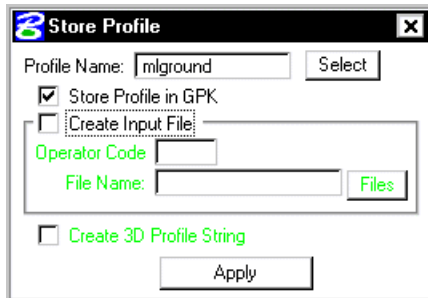 Store Profile
Profile Name: mlground Select
Store Profile in GPK
Create Input File
Operator Code
File Name: Files
Create 3D Profile String
Apply